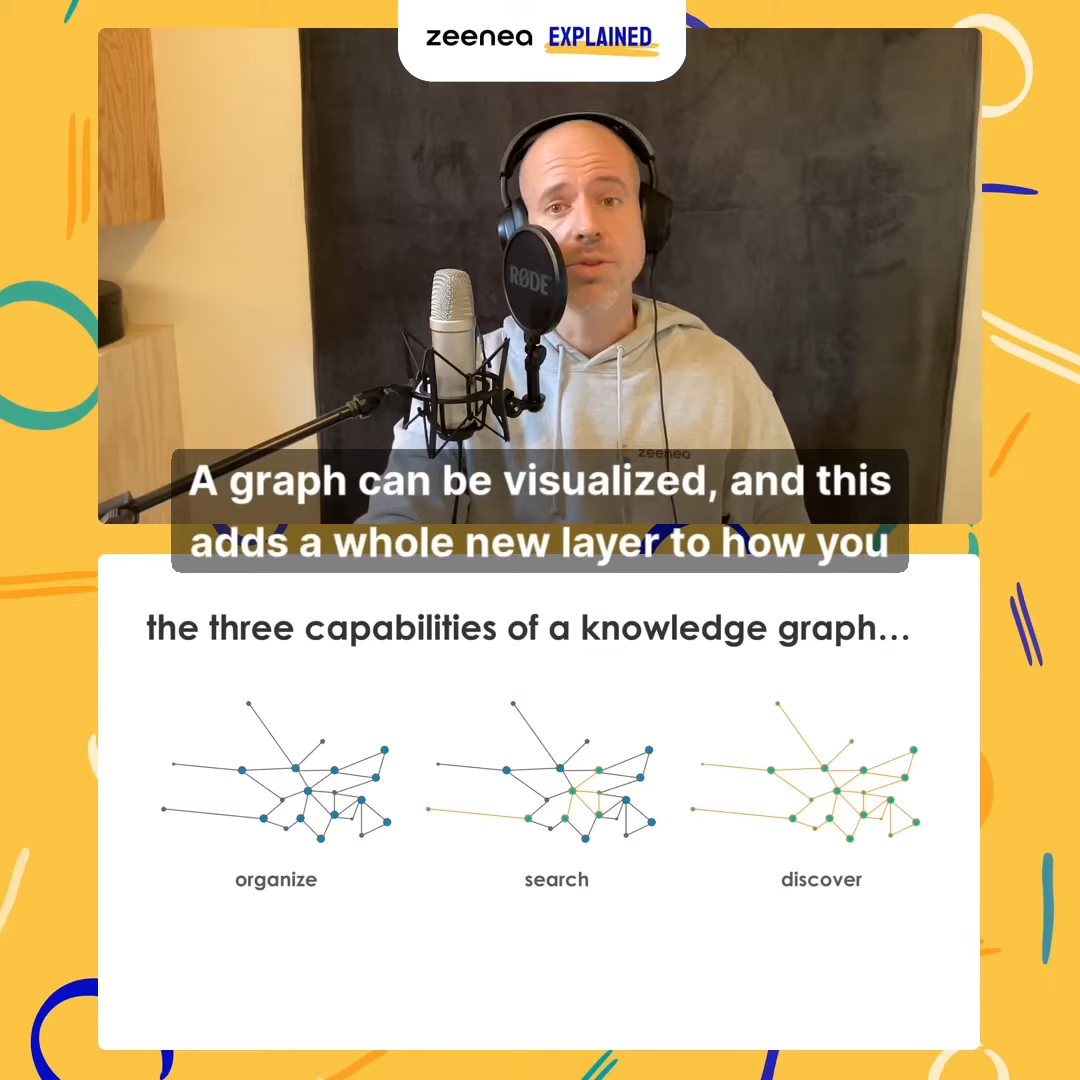 zeenea EXPLAINED
RØDE
zeenea
A graph can be visualized, and this
adds a whole new layer to how you
the three capabilities of a knowledge graph...
organize search discover